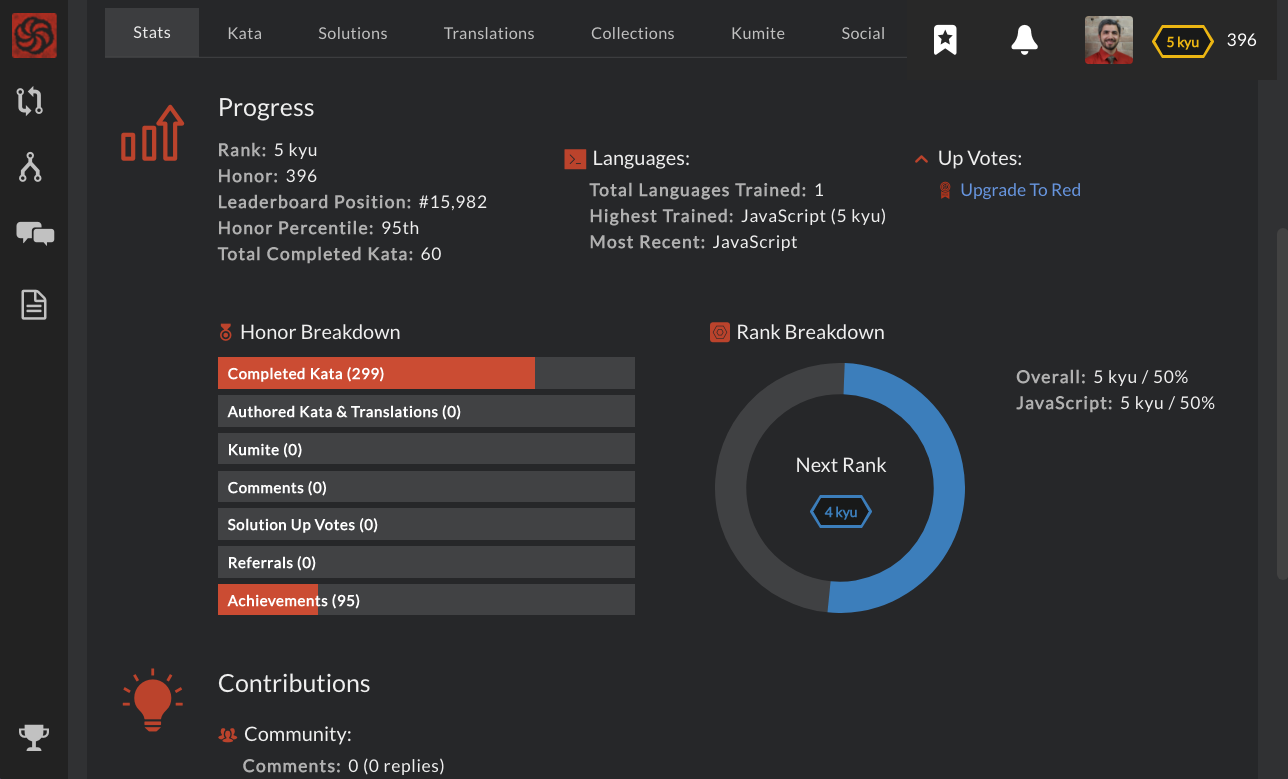 Stats Kata Solutions Translations Collections Kumite Social 5 kyu 396
Progress
Rank: 5 kyu
Honor: 396
Leaderboard Position: #15,982
Honor Percentile: 95th
Total Completed Kata: 60
Languages:
Total Languages Trained: 1
Highest Trained: JavaScript (5 kyu)
Most Recent: JavaScript
Up Votes:
Upgrade To Red
Honor Breakdown
Completed Kata (299)
Authored Kata & Translations (0)
Kumite (0)
Comments (0)
Solution Up Votes (0)
Referrals (0)
Achievements (95)
Rank Breakdown
Next Rank
4 kyu
Overall: 5 kyu / 50%
JavaScript: 5 kyu / 50%
Contributions
Community:
Comments: 0 (0 replies)